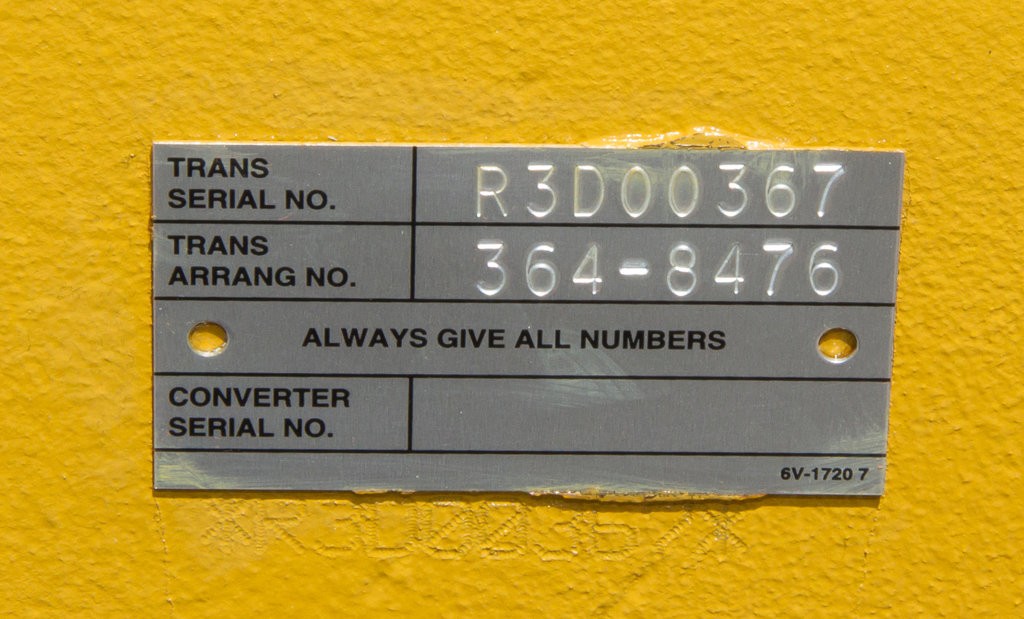 TRANS
SERIAL NO.
R3D00367
TRANS
ARRANG NO.
364-8476
ALWAYS GIVE ALL NUMBERS
CONVERTER
SERIAL NO.
6V-1720 7